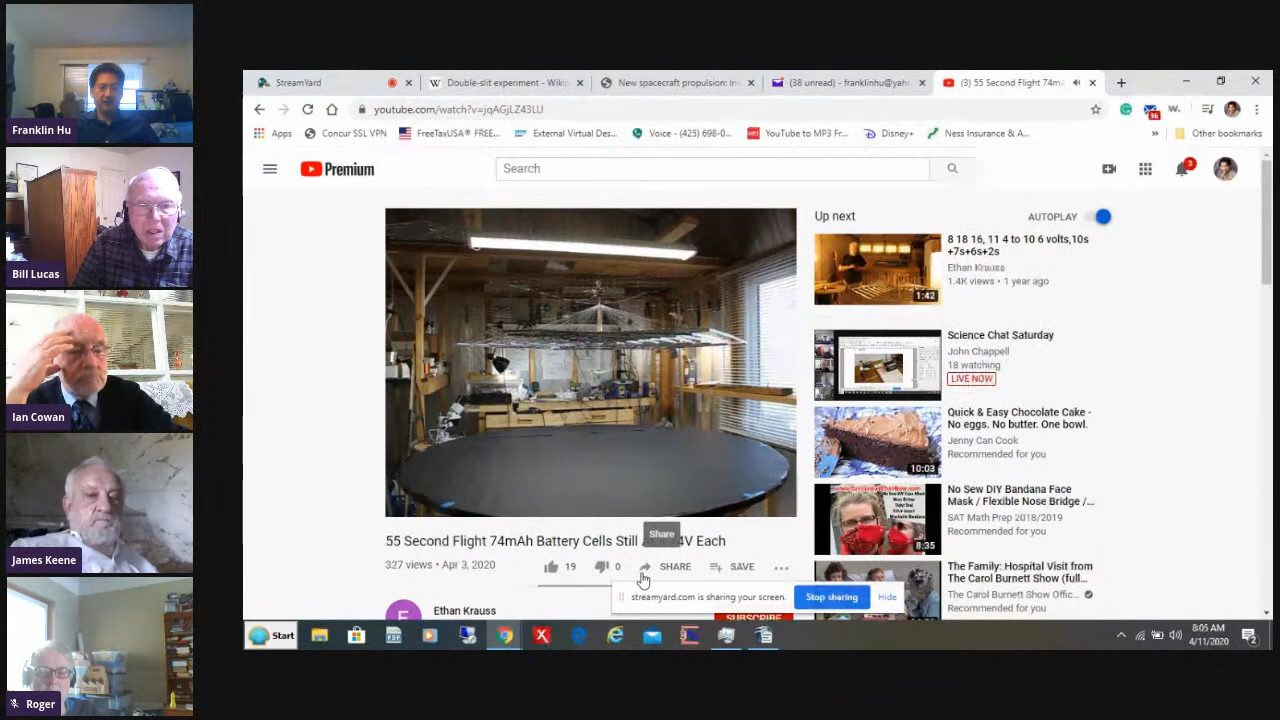 Franklin Hu
Bill Lucas
Ian Cowan
James Keene
Roger
StreamYard
Double-slit experiment - Wikip
New spacecraft propulsion: In
(38 unread) - franklinhu@yaho
(3) 55 Second Flight 74mA
youtube.com/watch?v=jqAGjLZ43LU
Apps
Concur SSL VPN
FreeTaxUSA® FREE...
External Virtual Des...
Voice - (425) 698-0...
YouTube to MP3 Fr...
Disney+
Ness Insurance & A...
»
Other bookmarks
36
W.
Premium
Search
3
Up next
AUTOPLAY
8 18 16, 11 4 to 10 6 volts,10s
+7s+6s+2s
Ethan Krauss
1.4K views • 1 year ago
1:42
Science Chat Saturday
John Chappell
18 watching
LIVE NOW
Quick & Easy Chocolate Cake -
No eggs. No butter. One bowl.
Jenny Can Cook
Recommended for you
10:03
No Sew DIY Bandana Face
Mask / Flexible Nose Bridge /...
SAT Math Prep 2018/2019
Recommended for you
8:35
The Family: Hospital Visit from
The Carol Burnett Show (full...
The Carol Burnett Show Offic...
Recommended for you
Share
55 Second Flight 74mAh Battery Cells Still 74V Each
327 views • Apr 3, 2020
19
0
SHARE
SAVE
E
Ethan Krauss
SUBSCRIBE
streamyard.com is sharing your screen.
Stop sharing
Hide
Start
8:05 AM
4/11/2020
2